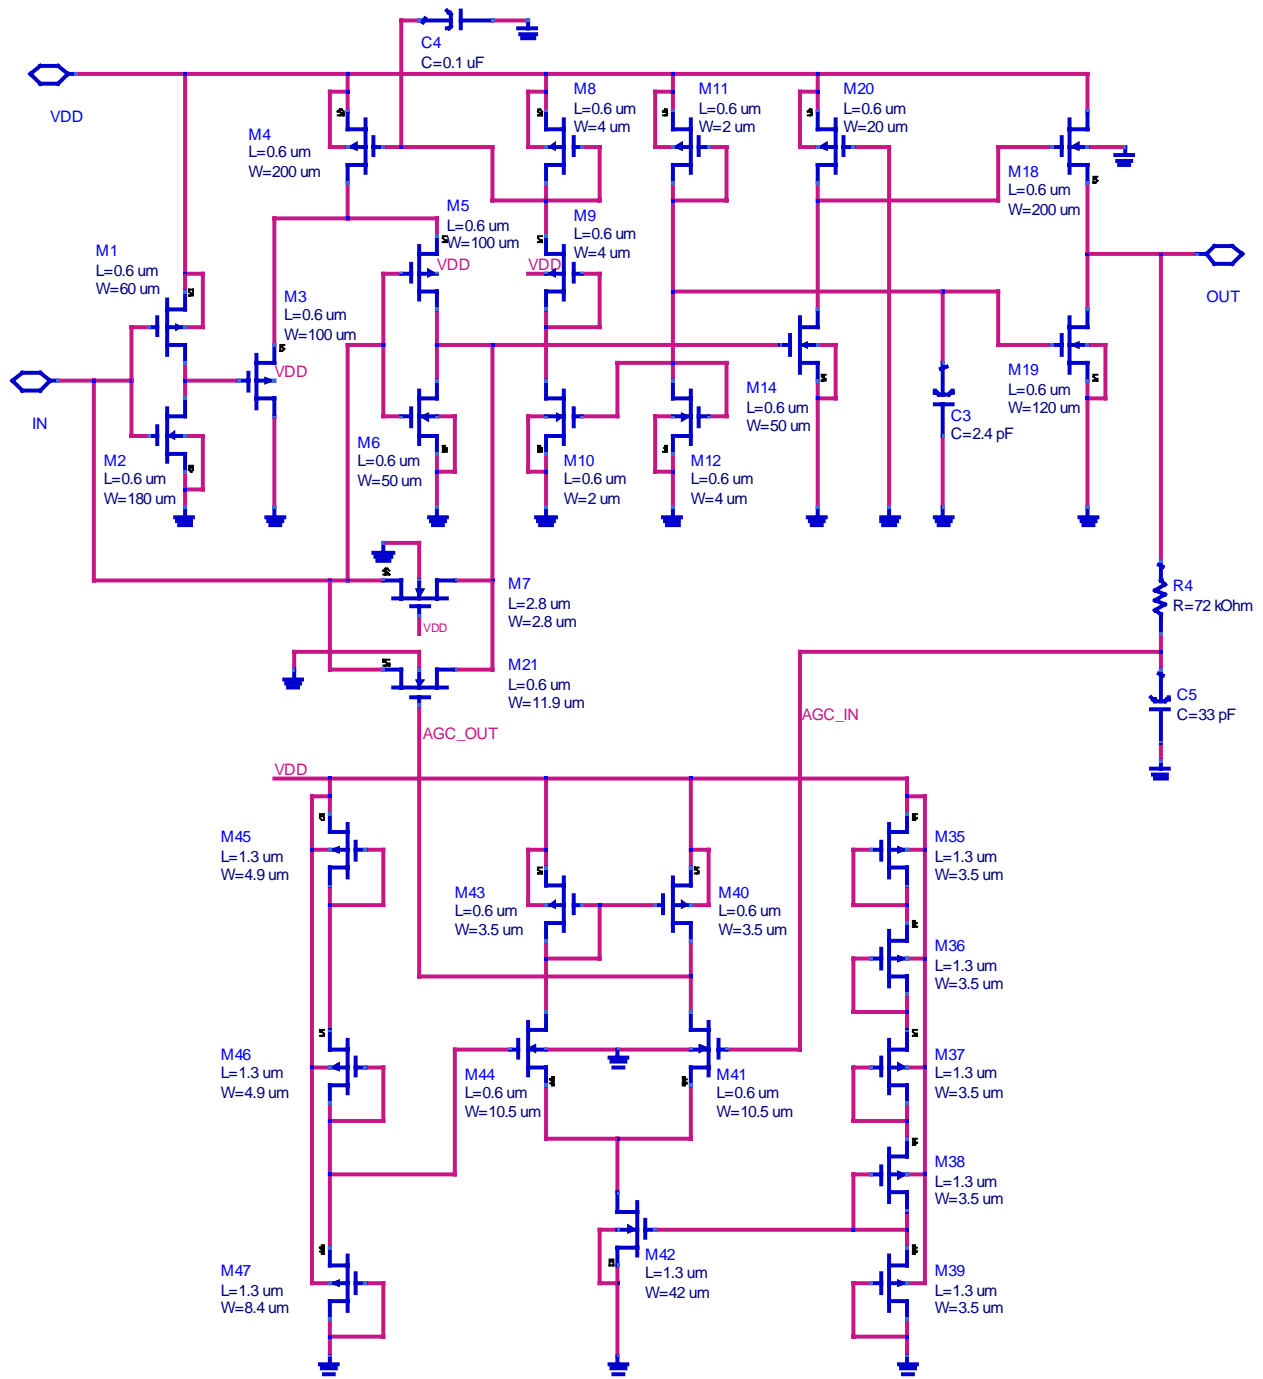 C4
C=0.1 uF
VDD
M4
L=0.6 um
W=200 um
M8
L=0.6 um
W=4 um
M11
L=0.6 um
W=2 um
M20
L=0.6 um
W=20 um
M18
L=0.6 um
W=200 um
M5
L=0.6 um
W=100 um
VDD
M9
L=0.6 um
W=4 um
VDD
M1
L=0.6 um
W=60 um
M3
L=0.6 um
W=100 um
VDD
OUT
IN
M2
L=0.6 um
W=180 um
M6
L=0.6 um
W=50 um
M10
L=0.6 um
W=2 um
M12
L=0.6 um
W=4 um
M14
L=0.6 um
W=50 um
C3
C=2.4 pF
M19
L=0.6 um
W=120 um
M7
L=2.8 um
W=2.8 um
VDD
R4
R=72 kOhm
M21
L=0.6 um
W=11.9 um
AGC_OUT
AGC_IN
C5
C=33 pF
VDD
M45
L=1.3 um
W=4.9 um
M43
L=0.6 um
W=3.5 um
M40
L=0.6 um
W=3.5 um
M35
L=1.3 um
W=3.5 um
M36
L=1.3 um
W=3.5 um
M46
L=1.3 um
W=4.9 um
M44
L=0.6 um
W=10.5 um
M41
L=0.6 um
W=10.5 um
M37
L=1.3 um
W=3.5 um
M38
L=1.3 um
W=3.5 um
M47
L=1.3 um
W=8.4 um
M42
L=1.3 um
W=42 um
M39
L=1.3 um
W=3.5 um